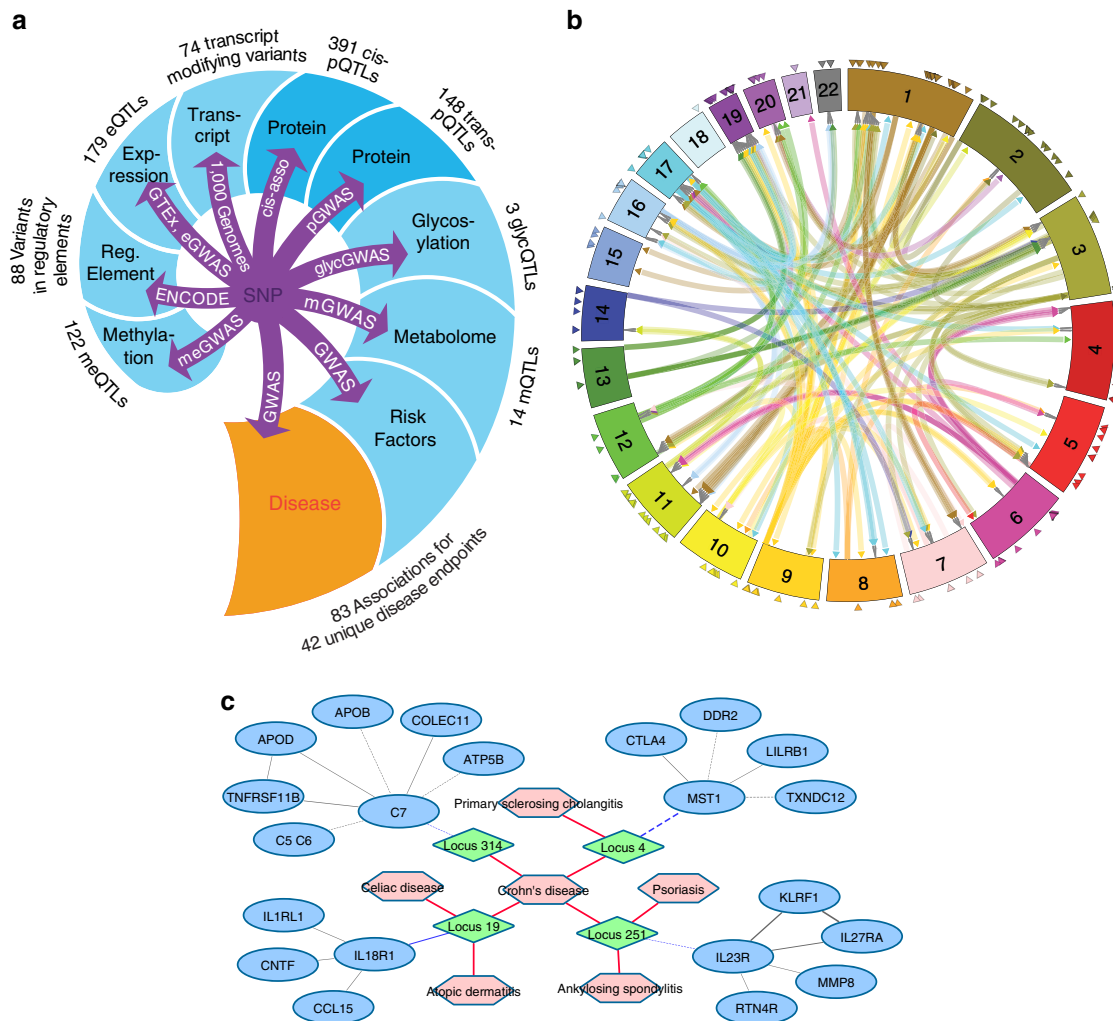 a
74 transcript
modifying variants
391 cis-
pQTLs
148 trans-
pQTLs
179 eQTLs
88 Variants
in regulatory
elements
122 meQTLs
3 glycQTLs
14 mQTLs
83 Associations for
42 unique disease endpoints
Trans-
cript
Protein
Protein
Exp-
ression
Glycos-
ylation
Reg.
Element
Methyla-
tion
Metabolome
Risk
Factors
Disease
SNP
1,000 Genomes
cis-asso
pGWAS
GTEx, eGWAS
glycGWAS
ENCODE
mGWAS
meGWAS
GWAS
GWAS
b
1
2
3
4
5
6
7
8
9
10
11
12
13
14
15
16
17
18
19
20
21
22
c
APOB
COLEC11
APOD
ATP5B
TNFRSF11B
C7
C5 C6
DDR2
CTLA4
LILRB1
MST1
TXNDC12
Primary sclerosing cholangitis
Locus 314
Locus 4
Celiac disease
Crohn's disease
Psoriasis
Locus 19
Locus 251
Atopic dermatitis
Ankylosing spondylitis
IL1RL1
IL18R1
CNTF
CCL15
KLRF1
IL27RA
IL23R
MMP8
RTN4R